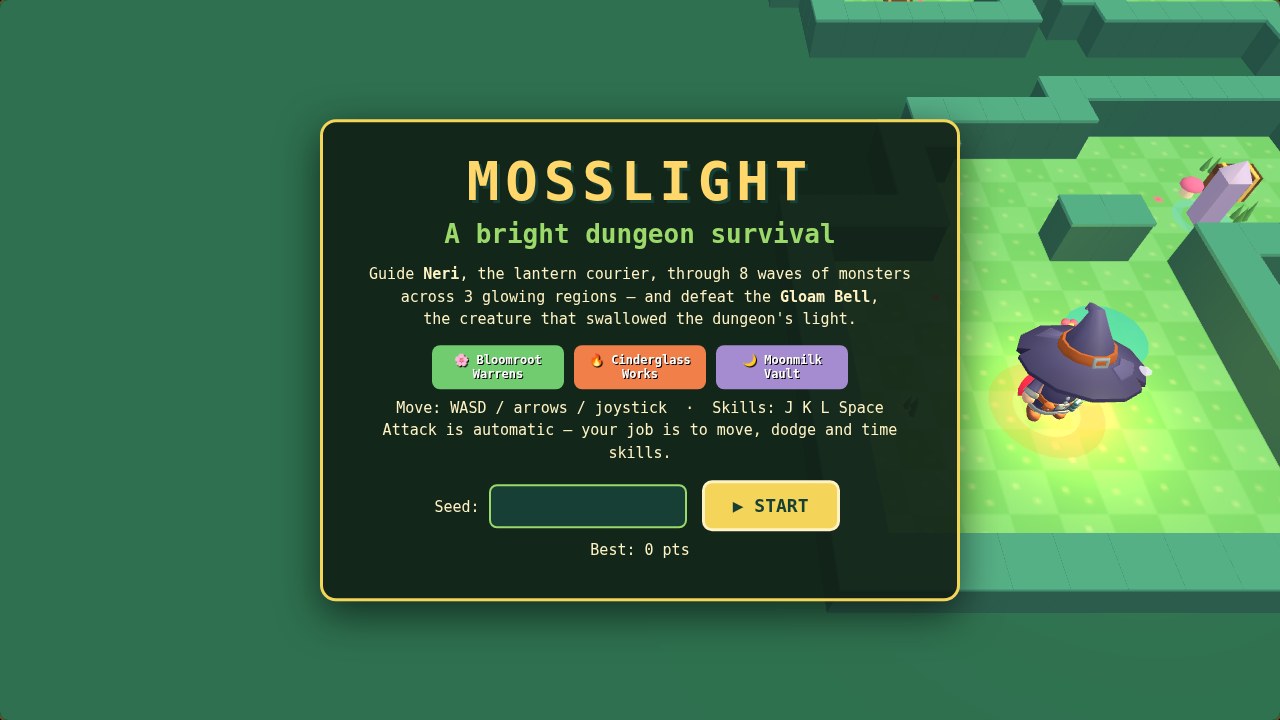 MOSSLIGHT
A bright dungeon survival
Guide Neri, the lantern courier, through 8 waves of monsters
across 3 glowing regions — and defeat the Gloam Bell,
the creature that swallowed the dungeon's light.
🌸 Bloomroot
Warrens
🔥 Cinderglass
Works
🌙 Moonmilk
Vault
Move: WASD / arrows / joystick · Skills: J K L Space
Attack is automatic — your job is to move, dodge and time
skills.
Seed:
▶ START
Best: 0 pts